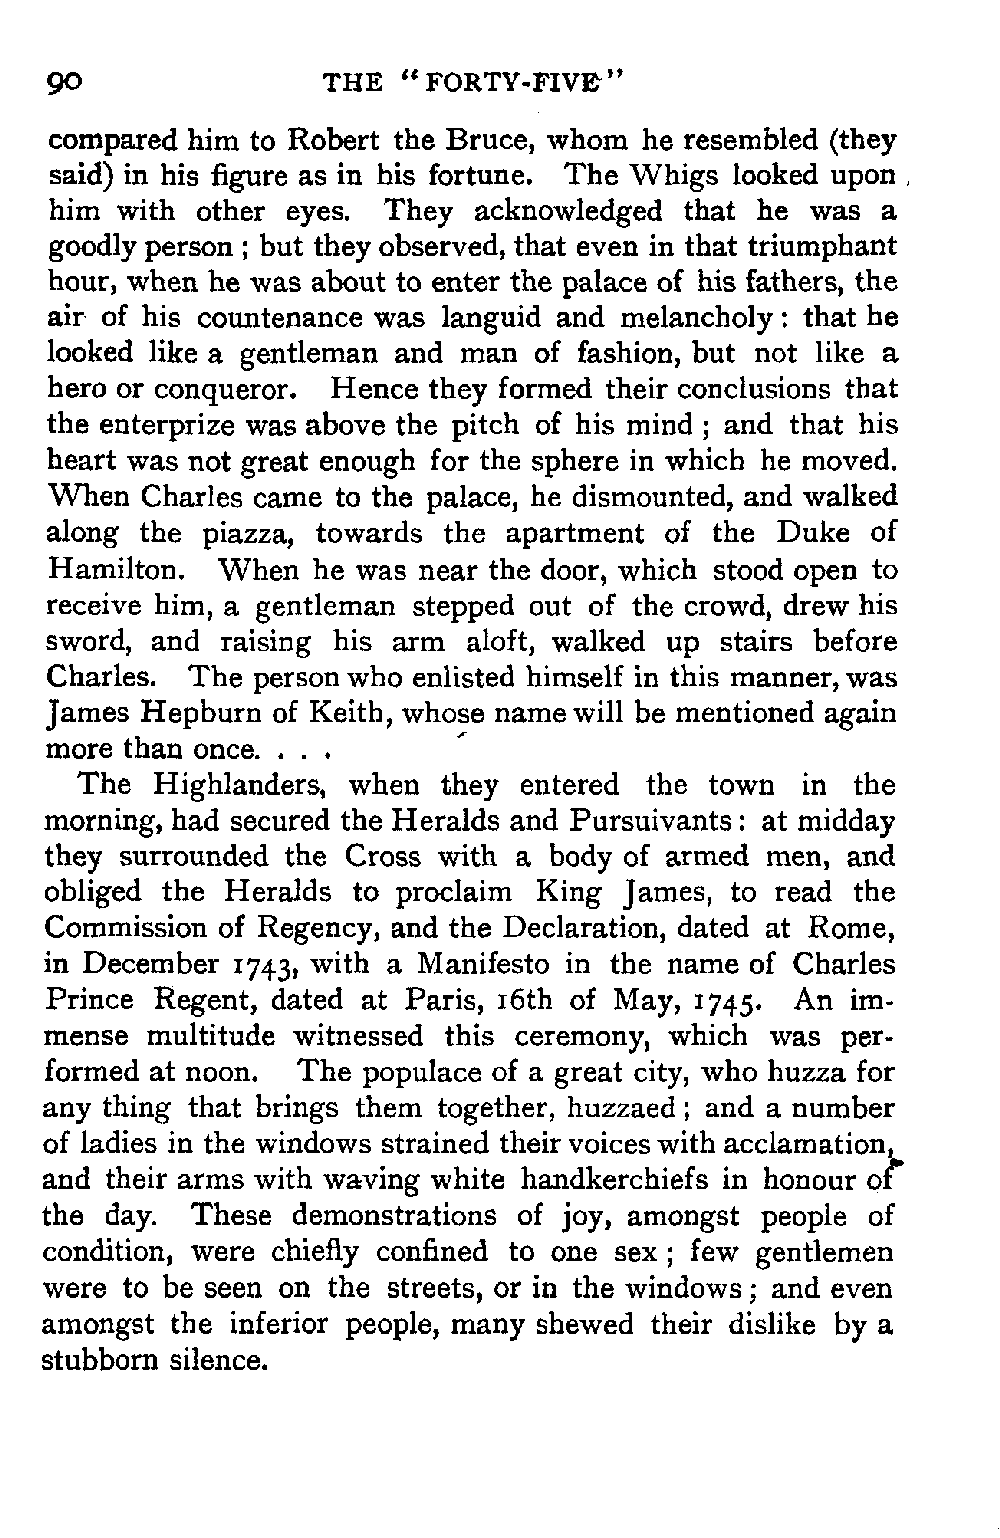 90 THE "FORTY-FIVE"
compared him to Robert the Bruce, whom he resembled (they
said) in his figure as in his fortune. The Whigs looked upon
him with other eyes. They acknowledged that he was a
goodly person ; but they observed, that even in that triumphant
hour, when he was about to enter the palace of his fathers, the
air of his countenance was languid and melancholy : that he
looked like a gentleman and man of fashion, but not like a
hero or conqueror. Hence they formed their conclusions that
the enterprize was above the pitch of his mind ; and that his
heart was not great enough for the sphere in which he moved.
When Charles came to the palace, he dismounted, and walked
along the piazza, towards the apartment of the Duke of
Hamilton. When he was near the door, which stood open to
receive him, a gentleman stepped out of the crowd, drew his
sword, and raising his arm aloft, walked up stairs before
Charles. The person who enlisted himself in this manner, was
James Hepburn of Keith, whose name will be mentioned again
more than once. . . .
The Highlanders, when they entered the town in the
morning, had secured the Heralds and Pursuivants : at midday
they surrounded the Cross with a body of armed men, and
obliged the Heralds to proclaim King James, to read the
Commission of Regency, and the Declaration, dated at Rome,
in December 1743, with a Manifesto in the name of Charles
Prince Regent, dated at Paris, 16th of May, 1745. An im-
mense multitude witnessed this ceremony, which was per-
formed at noon. The populace of a great city, who huzza for
any thing that brings them together, huzzaed ; and a number
of ladies in the windows strained their voices with acclamation,
and their arms with waving white handkerchiefs in honour of
the day. These demonstrations of joy, amongst people of
condition, were chiefly confined to one sex ; few gentlemen
were to be seen on the streets, or in the windows ; and even
amongst the inferior people, many shewed their dislike by a
stubborn silence.